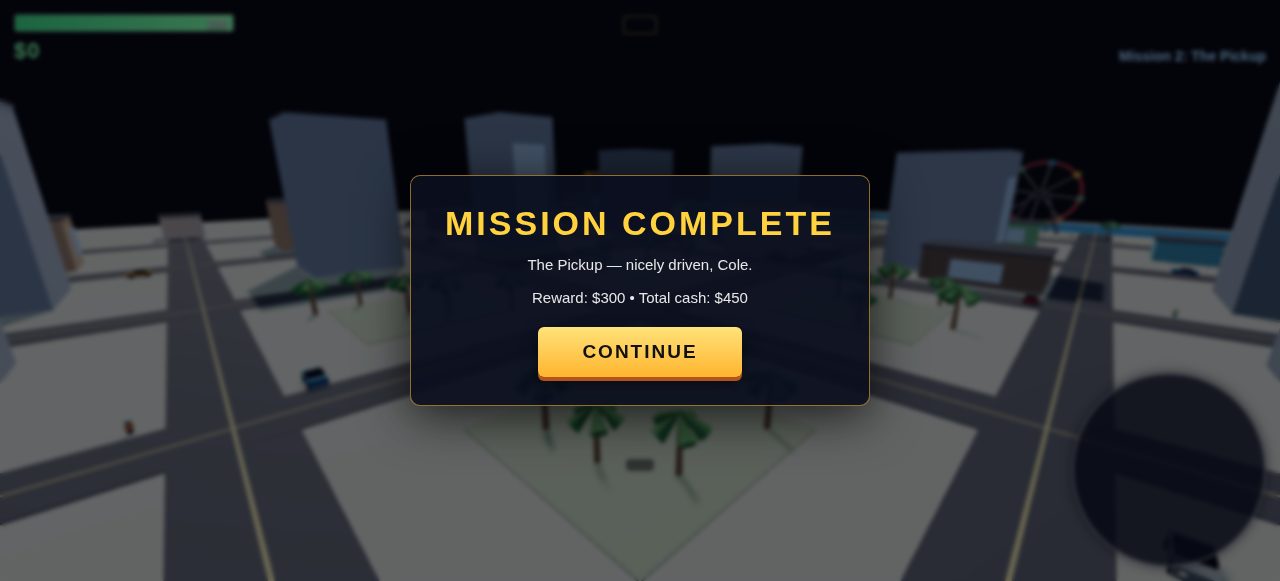 $0
Mission 2: The Pickup
MISSION COMPLETE
The Pickup — nicely driven, Cole.
Reward: $300 • Total cash: $450
CONTINUE